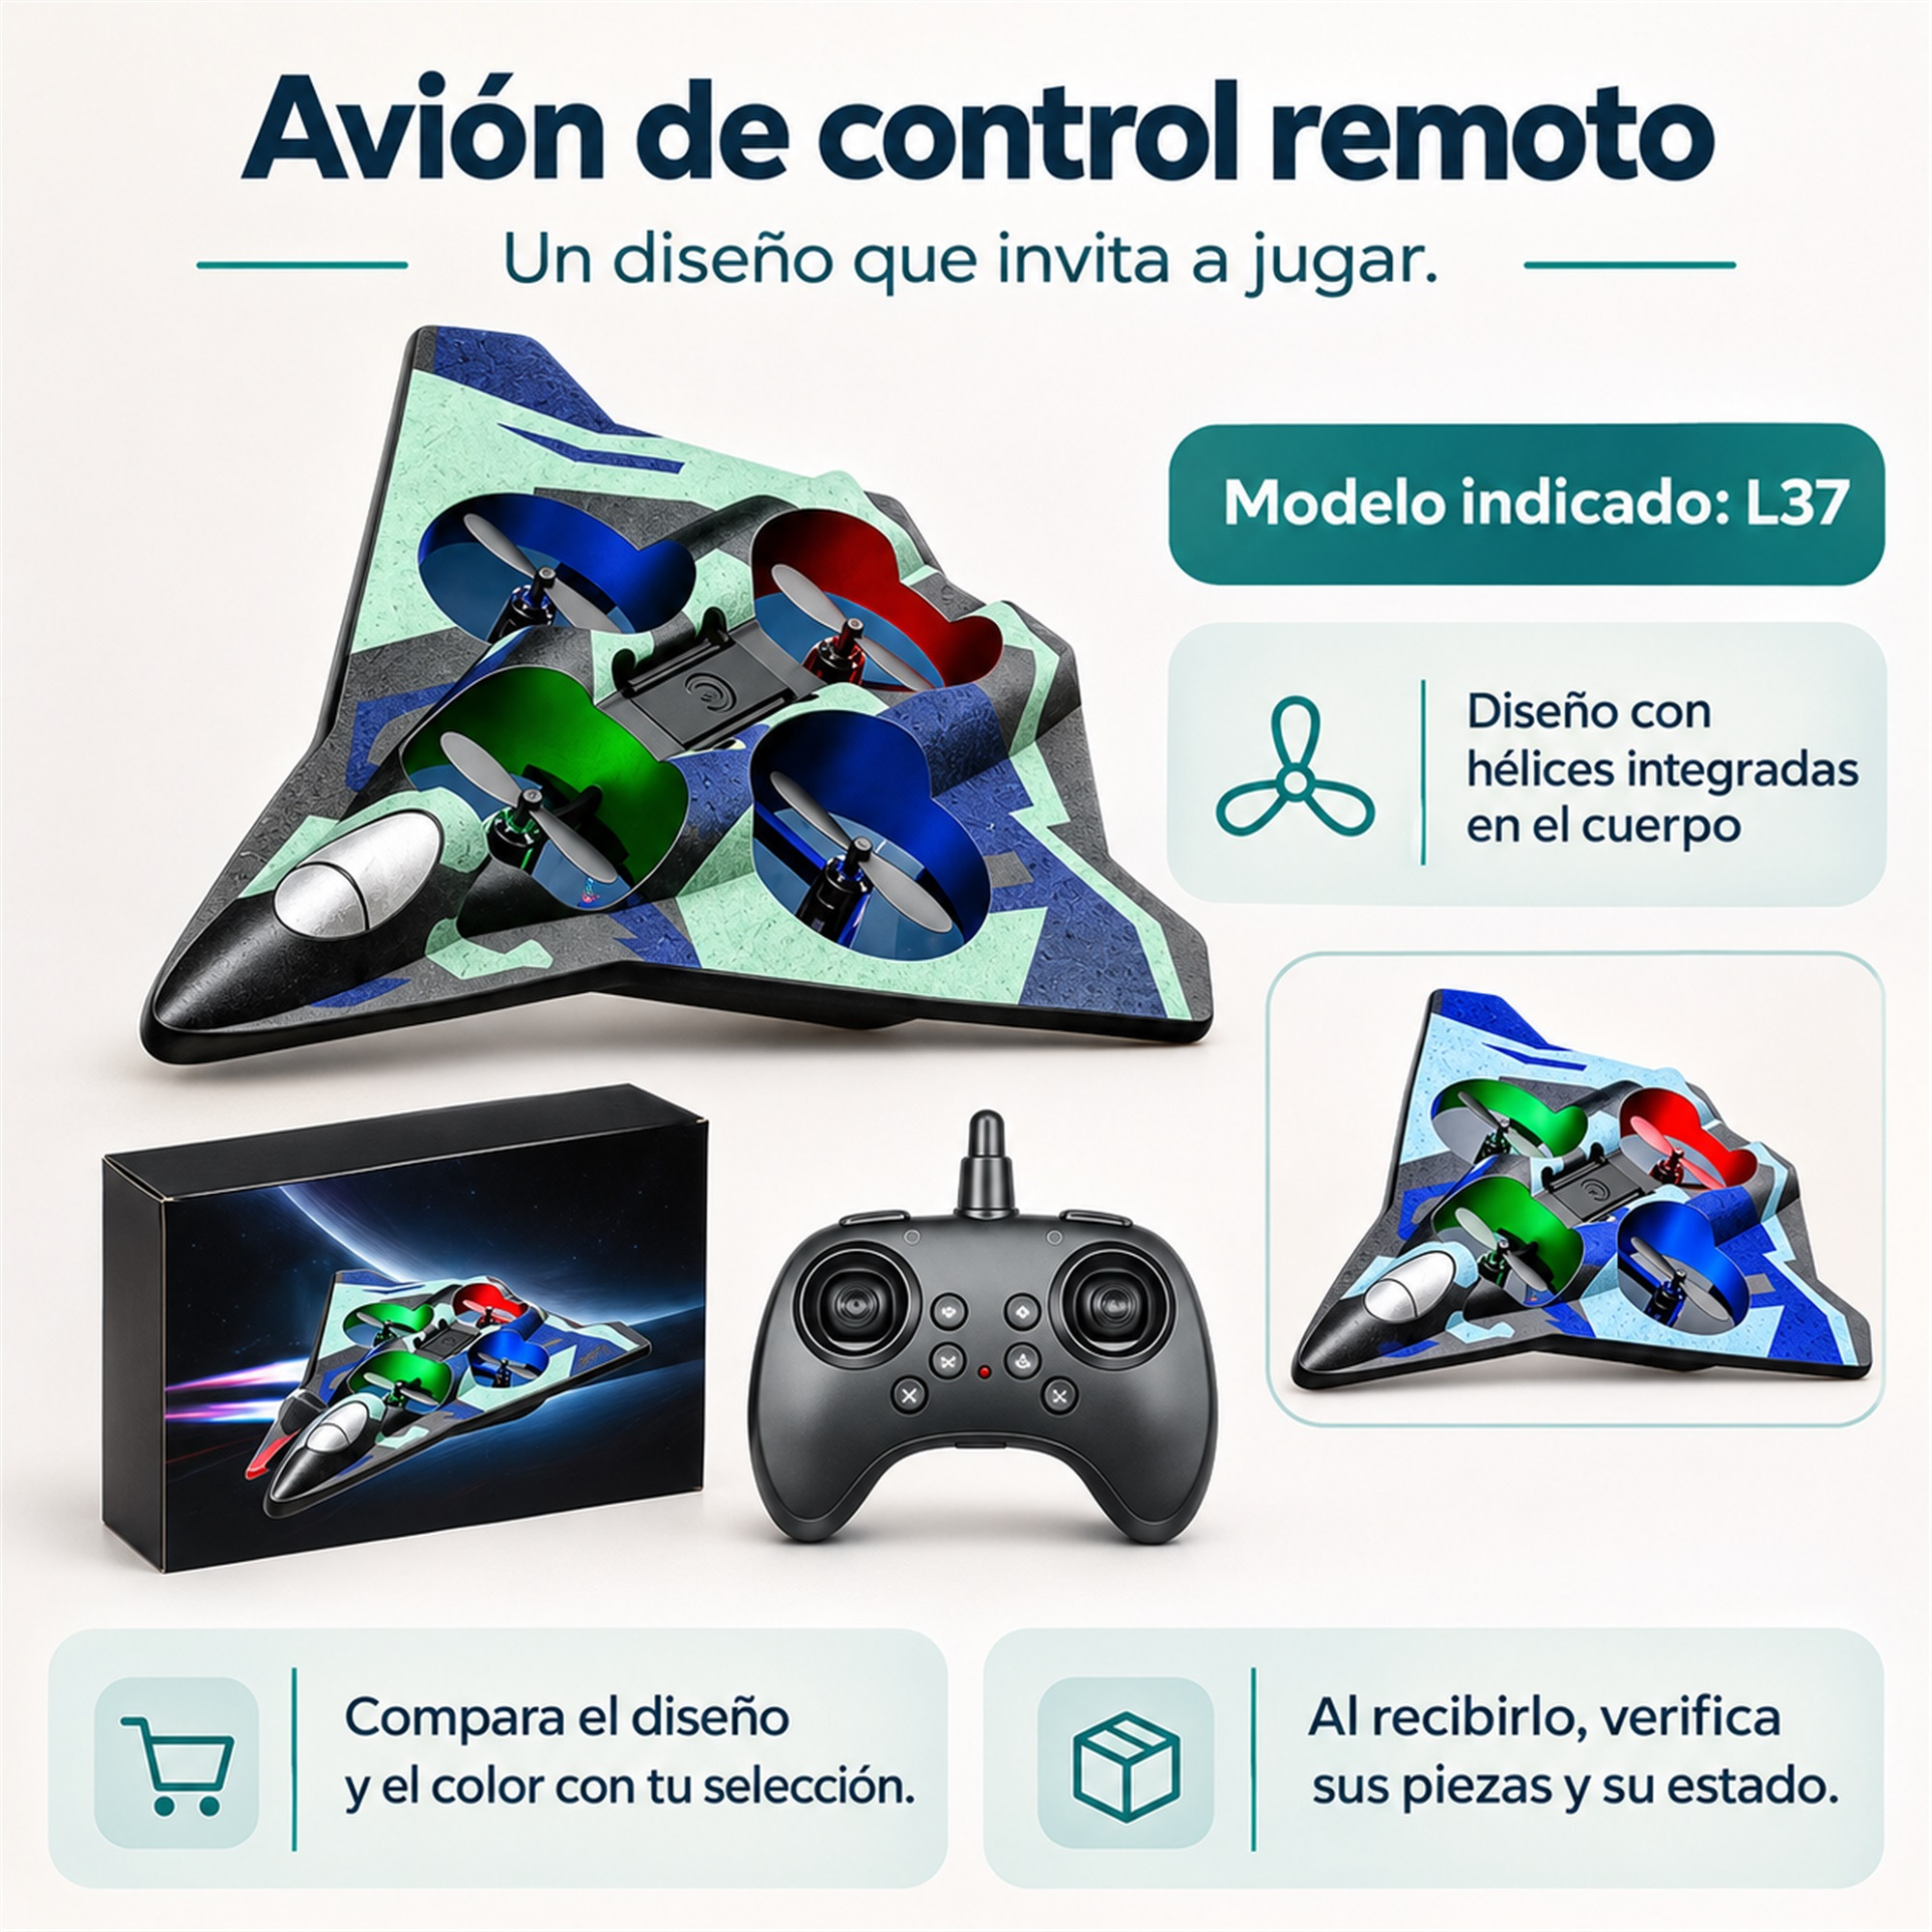 Avión de control remoto
Un diseño que invita a jugar.
Modelo indicado: L37
Diseño con
hélices integradas
en el cuerpo
Compara el diseño
y el color con tu selección.
Al recibirlo, verifica
sus piezas y su estado.